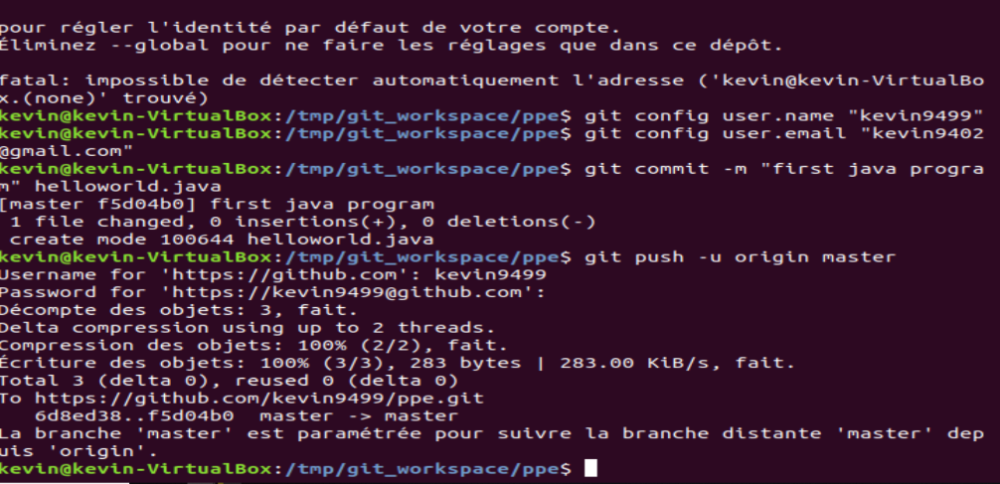 pour régler l'identité par défaut de votre compte.
Éliminez --global pour ne faire les réglages que dans ce dépôt.
fatal: impossible de détecter automatiquement l'adresse ('kevin@kevin-VirtualBo
x.(none)' trouvé)
kevin@kevin-VirtualBox:/tmp/git_workspace/ppe$ git config user.name "kevin9499"
kevin@kevin-VirtualBox:/tmp/git_workspace/ppe$ git config user.email "kevin9402
@gmail.com"
kevin@kevin-VirtualBox:/tmp/git_workspace/ppe$ git commit -m "first java progra
m" helloworld.java
[master f5d04b0] first java program
 1 file changed, 0 insertions(+), 0 deletions(-)
 create mode 100644 helloworld.java
kevin@kevin-VirtualBox:/tmp/git_workspace/ppe$ git push -u origin master
Username for 'https://github.com': kevin9499
Password for 'https://kevin9499@github.com':
Décompte des objets: 3, fait.
Delta compression using up to 2 threads.
Compression des objets: 100% (2/2), fait.
Écriture des objets: 100% (3/3), 283 bytes | 283.00 KiB/s, fait.
Total 3 (delta 0), reused 0 (delta 0)
To https://github.com/kevin9499/ppe.git
   6d8ed38..f5d04b0  master -> master
La branche 'master' est paramétrée pour suivre la branche distante 'master' dep
uis 'origin'.
kevin@kevin-VirtualBox:/tmp/git_workspace/ppe$